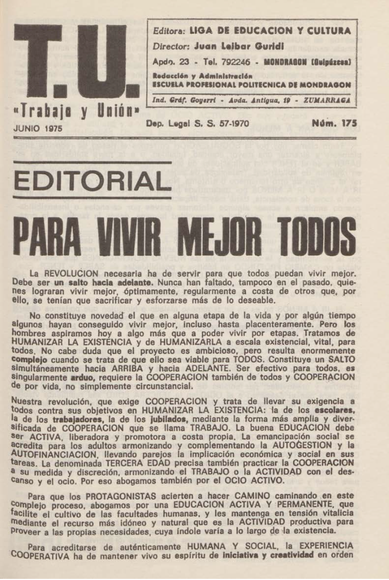 T.U.
«Trabajo y Unión»
JUNIO 1975
Editora: LIGA DE EDUCACION Y CULTURA
Director: Juan Leibar Guridi
Apdo. 23 - Tel. 792246 - MONDRAGON (Guipúzcoa)
Redacción y Administración
ESCUELA PROFESIONAL POLITECNICA DE MONDRAGON
Ind. Gráf. Goyerri - Avda. Antigua, 19 - ZUMARRAGA
Dep. Legal S. S. 57-1970
Núm. 175
EDITORIAL
PARA VIVIR MEJOR TODOS
La REVOLUCION necesaria ha de servir para que todos puedan vivir mejor.
Debe ser un salto hacia adelante. Nunca han faltado, tampoco en el pasado, quie-
nes lograran vivir mejor, óptimamente, regularmente a costa de otros que, por
ello, se tenían que sacrificar y esforzarse más de lo deseable.
No constituye novedad el que en alguna etapa de la vida y por algún tiempo
algunos hayan conseguido vivir mejor, incluso hasta placenteramente. Pero los
hombres aspiramos hoy a algo más que a poder vivir por etapas. Tratamos de
HUMANIZAR LA EXISTENCIA y de HUMANIZARLA a escala existencial, vital, para
todos. No cabe duda que el proyecto es ambicioso, pero resulta enormemente
complejo cuando se trata de que ello sea viable para TODOS. Constituye un SALTO
simultáneamente hacia ARRIBA y hacia ADELANTE. Ser efectivo para todos, es
singularmente arduo, requiere la COOPERACION también de todos y COOPERACION
de por vida, no simplemente circunstancial.
Nuestra revolución, que exige COOPERACION y trata de llevar su exigencia a
todos contra sus objetivos en HUMANIZAR LA EXISTENCIA: la de los escolares,
la de los trabajadores, la de los jubilados, mediante la forma más amplia y diver-
sificada de COOPERACION que se llama TRABAJO. La buena EDUCACION debe
ser ACTIVA, liberadora y promotora a costa propia. La emancipación social se
acredita para los adultos armonizando y complementando la AUTOGESTION y la
AUTOFINANCIACION, llevando parejos la implicación económica y social en sus
tareas. La denominada TERCERA EDAD precisa también practicar la COOPERACION
a su medida y discreción, armonizando el TRABAJO o la ACTIVIDAD con el des-
canso y el ocio. Por eso abogamos también por el OCIO ACTIVO.
Para que los PROTAGONISTAS acierten a hacer CAMINO caminando en este
complejo proceso, abogamos por una EDUCACION ACTIVA Y PERMANENTE, que
facilite el cultivo de las facultades humanas, y les mantenga en tensión vitalicia
mediante el recurso más idóneo y natural que es la ACTIVIDAD productiva para
proveer a las propias necesidades, cuya índole varía a lo largo de la existencia.
Para acreditarse de auténticamente HUMANA Y SOCIAL, la EXPERIENCIA
COOPERATIVA ha de mantener vivo su espíritu de iniciativa y creatividad en orden